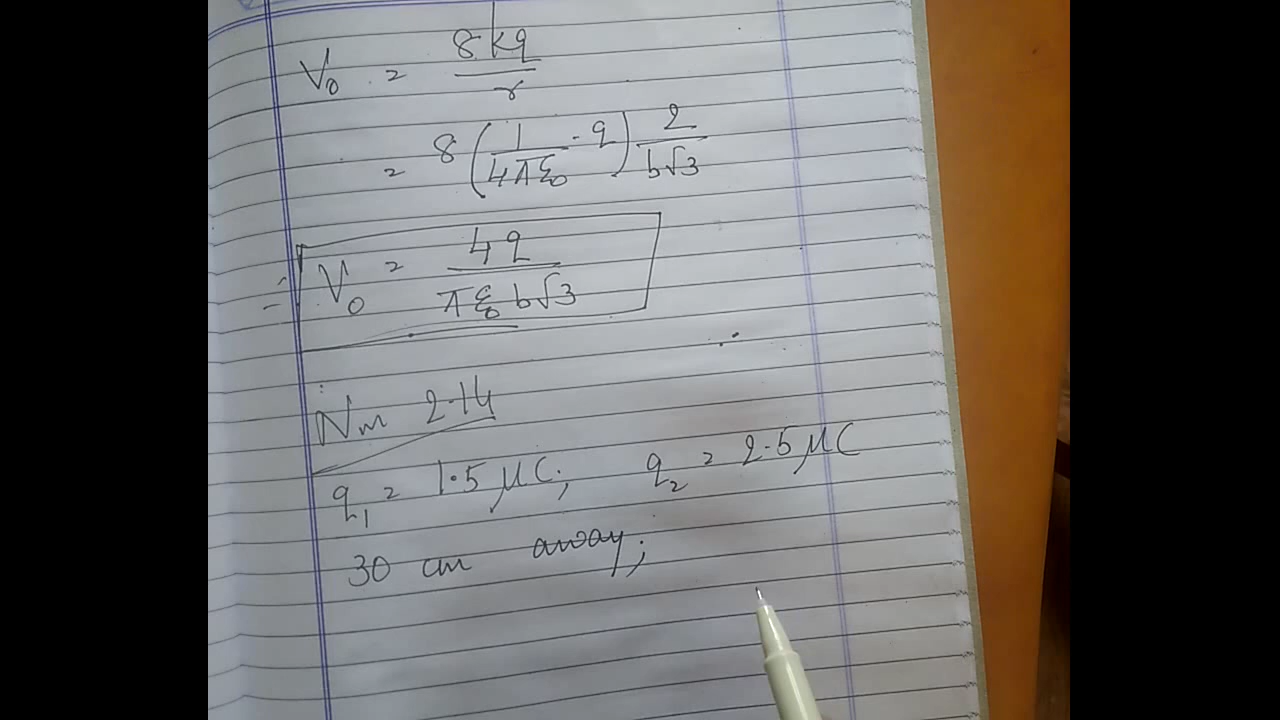 V₀ = 8kq/r
= 8(1/4πε₀ · q) 2/b√3
⇒ V₀ = 4q/πε₀ b√3
Num 2.14
q₁ = 1.5 μC; q₂ = 2.5 μC
30 cm away;